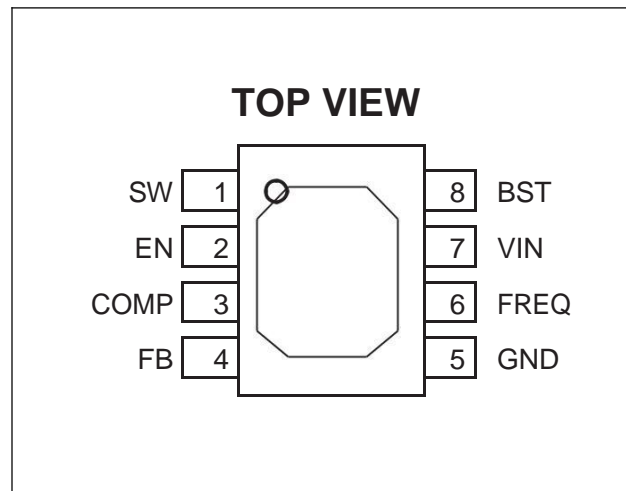 TOP VIEW
SW 1 8 BST
EN 2 7 VIN
COMP 3 6 FREQ
FB 4 5 GND